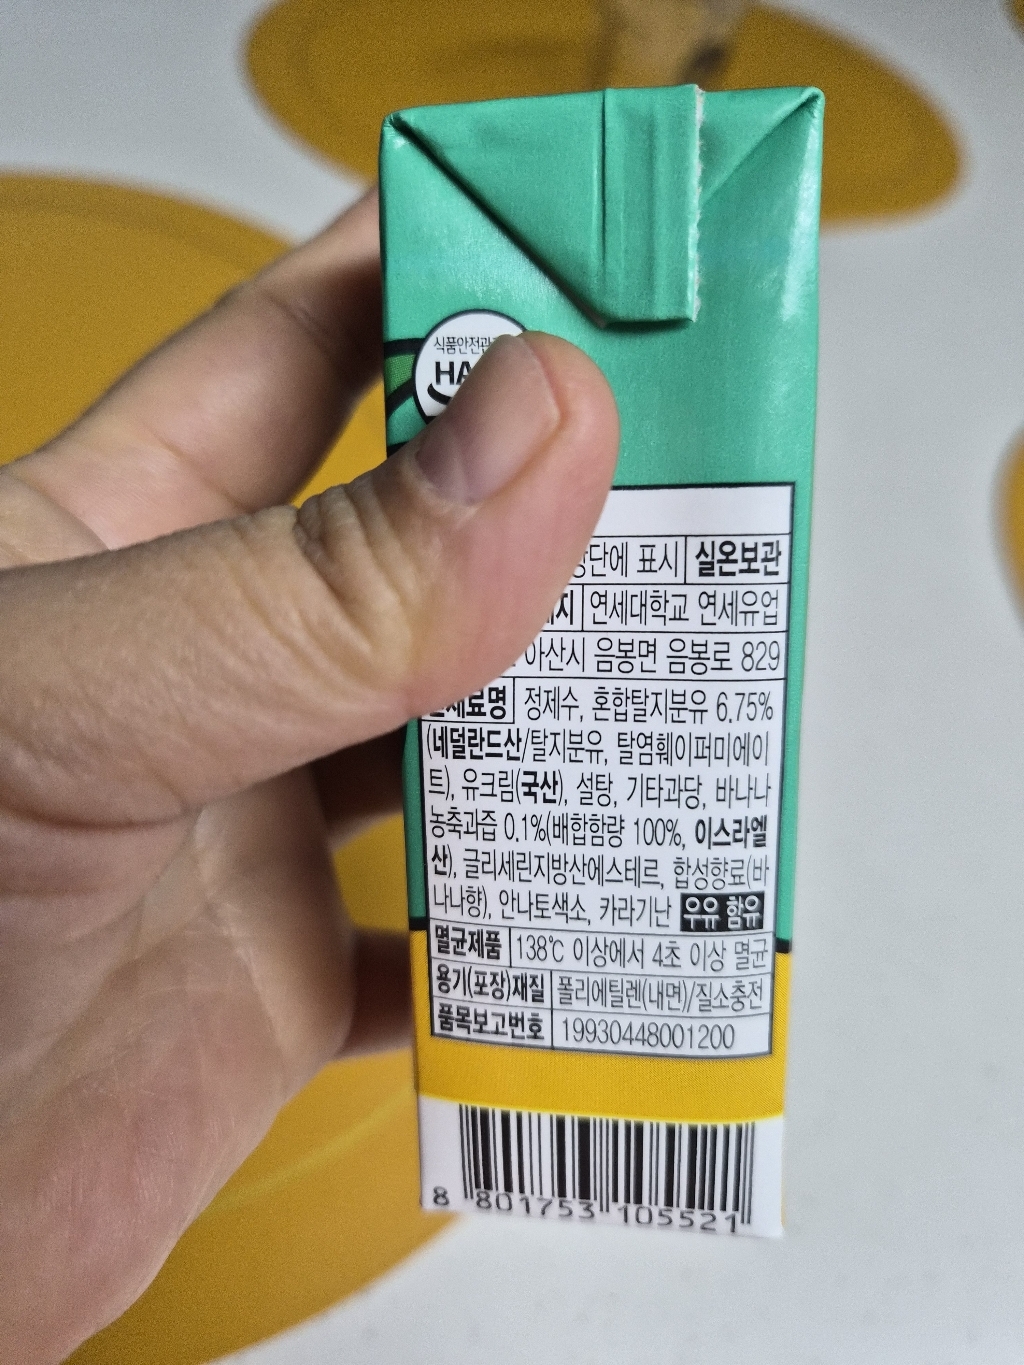 식품안전관
HA
상단에 표시 실온보관
연세대학교 연세유업
아산시 음봉면 음봉로 829
재료명 정제수, 혼합탈지분유 6.75%
(네덜란드산/탈지분유, 탈염훼이퍼미에이
트), 유크림(국산), 설탕, 기타과당, 바나나
농축과즙 0.1%(배합함량 100%, 이스라엘
산), 글리세린지방산에스테르, 합성향료(바
나나향), 안나토색소, 카라기난 우유 함유
멸균제품 138℃ 이상에서 4초 이상 멸균
용기(포장)재질 폴리에틸렌(내면)/질소충전
품목보고번호 19930448001200
8 801753 105521